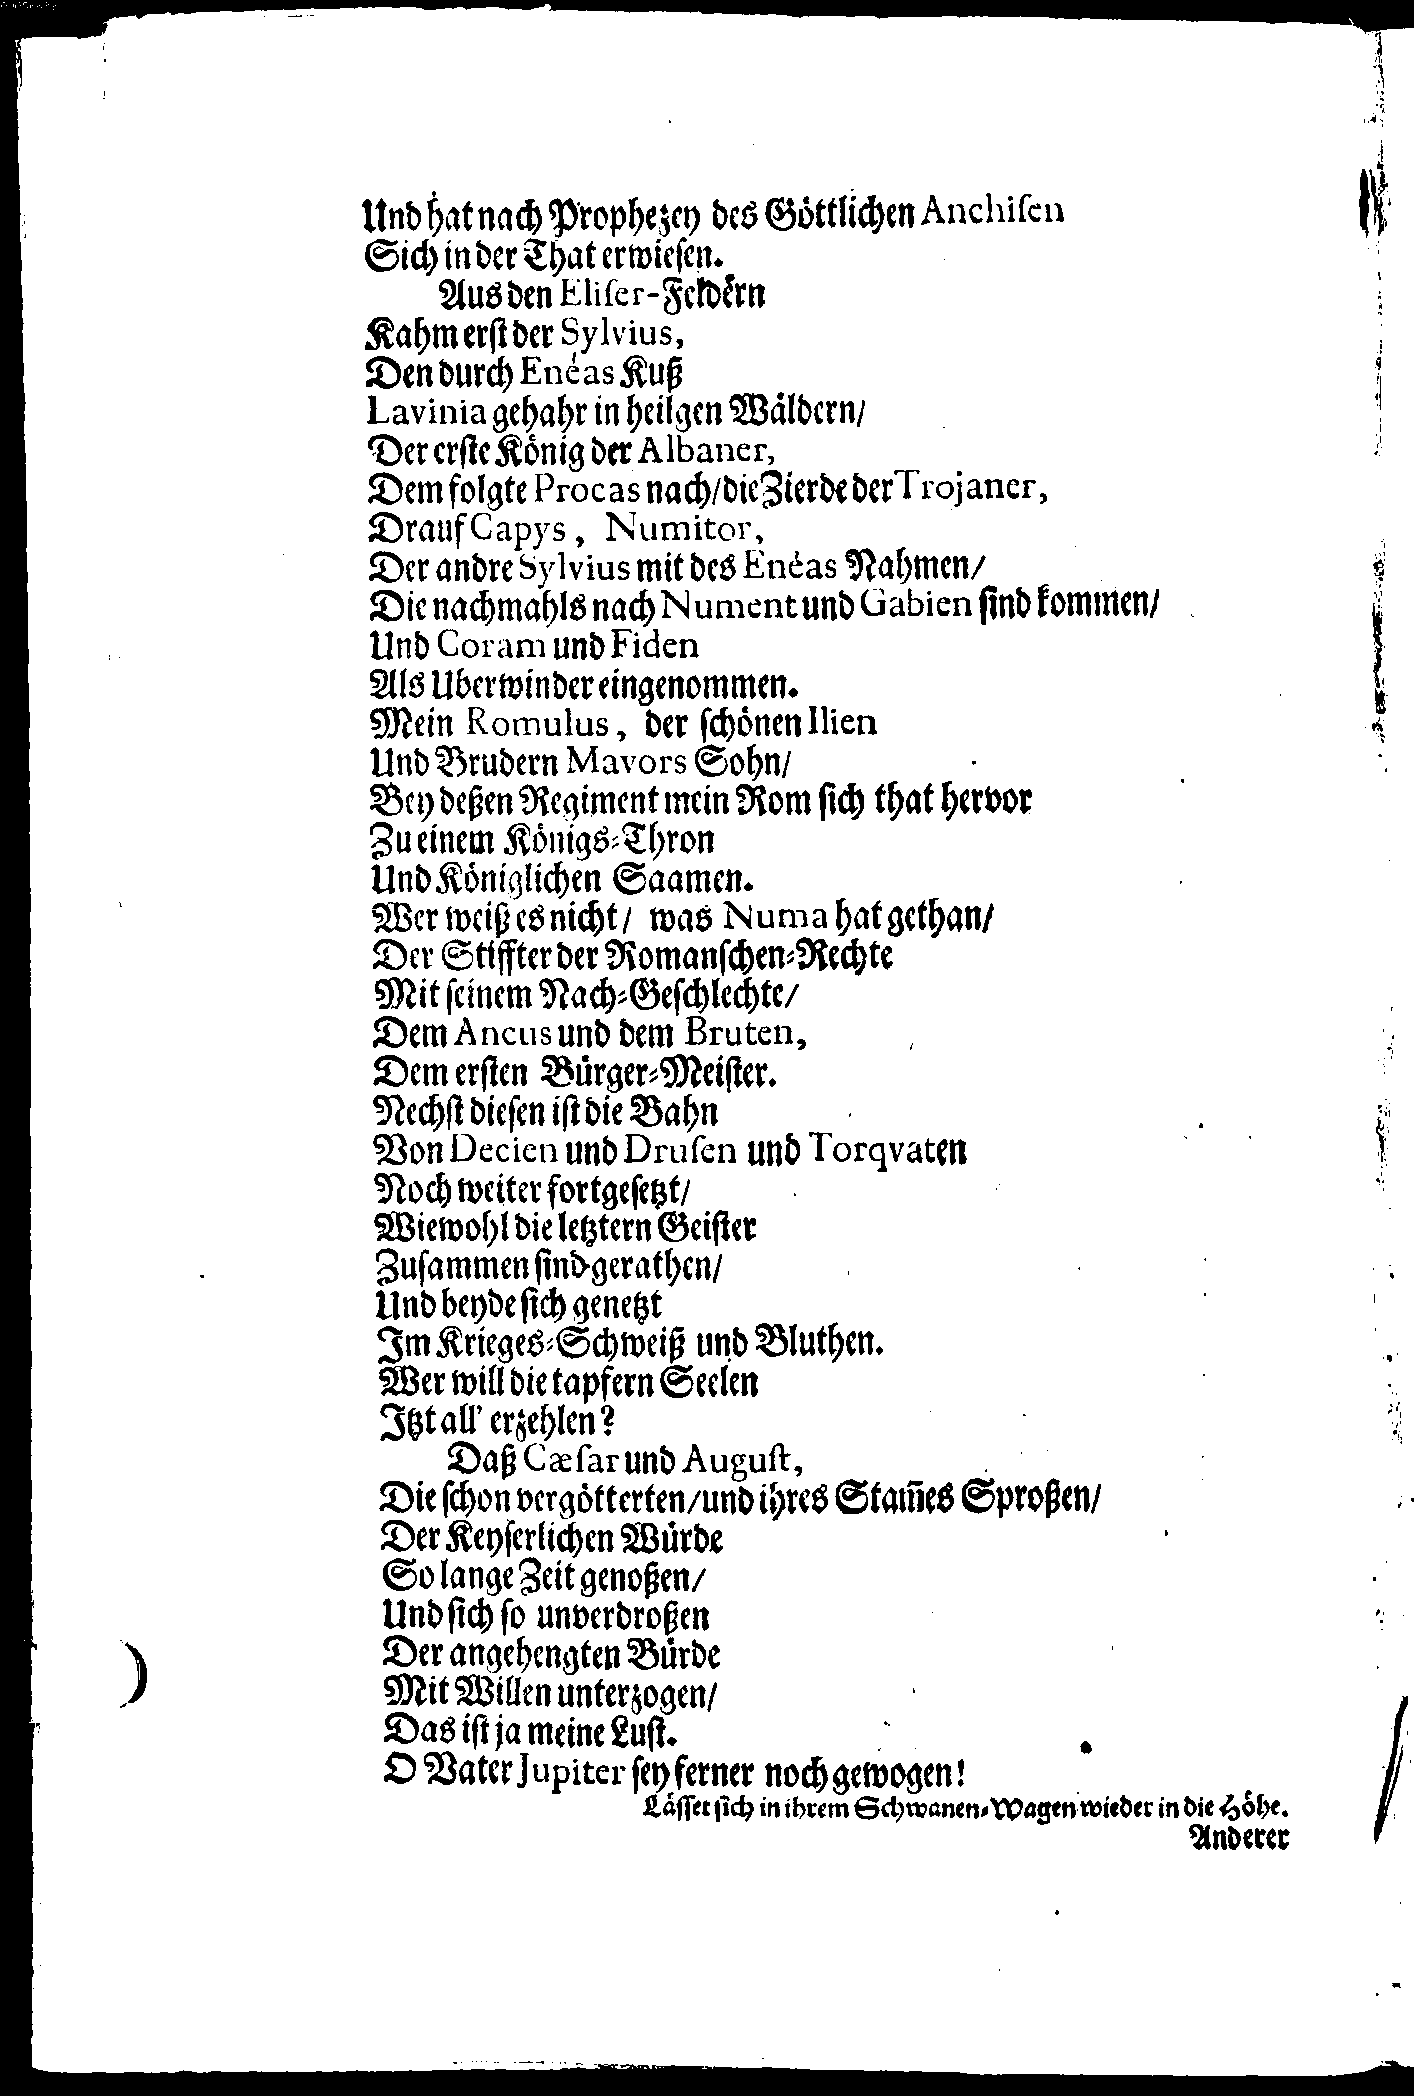 Und hat nach Prophezey des Göttlichen Anchiſen
Sich in der That erwieſen.
Aus den Eliſer-Feldern
Kahm erſt der Sylvius,
Den durch Enéas Kuß
Lavinia gehahr in heilgen Wäldern/
Der erſte König der Albaner,
Dem folgte Procas nach/ die Zierde der Trojaner,
Drauf Capys, Numitor,
Der andre Sylvius mit des Enéas Nahmen/
Die nachmahls nach Nument und Gabien ſind kommen/
Und Coram und Fiden
Als Uberwinder eingenommen.
Mein Romulus, der ſchönen Ilien
Und Brudern Mavors Sohn/
Bey deßen Regiment mein Rom ſich that hervor
Zu einem Königs-Thron
Und Königlichen Saamen.
Wer weiß es nicht/ was Numa hat gethan/
Der Stiffter der Romanſchen-Rechte
Mit ſeinem Nach-Geſchlechte/
Dem Ancus und dem Bruten,
Dem erſten Bürger-Meiſter.
Nechſt dieſen iſt die Bahn
Von Decien und Druſen und Torqvaten
Noch weiter fortgeſetzt/
Wiewohl die letztern Geiſter
Zuſammen ſind gerathen/
Und beyde ſich genetzt
Im Krieges-Schweiß und Bluthen.
Wer will die tapfern Seelen
Itzt all' erzehlen?
Daß Cæſar und Auguſt,
Die ſchon vergötterten/ und ihres Stam̃es Sproßen/
Der Keyſerlichen Würde
So lange Zeit genoßen/
Und ſich ſo unverdroßen
Der angehengten Bürde
Mit Willen unterzogen/
Das iſt ja meine Luſt.
O Vater Jupiter ſey ferner noch gewogen!
Läſſet ſich in ihrem Schwanen-Wagen wieder in die Höhe.
Anderer